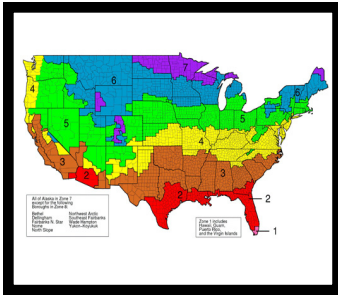 7
6
6
4
5
5
4
3
3
2
2
2
1
All of Alaska in Zone 7
except for the following
Boroughs in Zone 8:
Bethel Northwest Arctic
Dellingham Southeast Fairbanks
Fairbanks N. Star Wade Hampton
Nome Yukon-Koyukuk
North Slope
Zone 1 includes
Hawaii, Guam,
Puerto Rico,
and the Virgin Islands